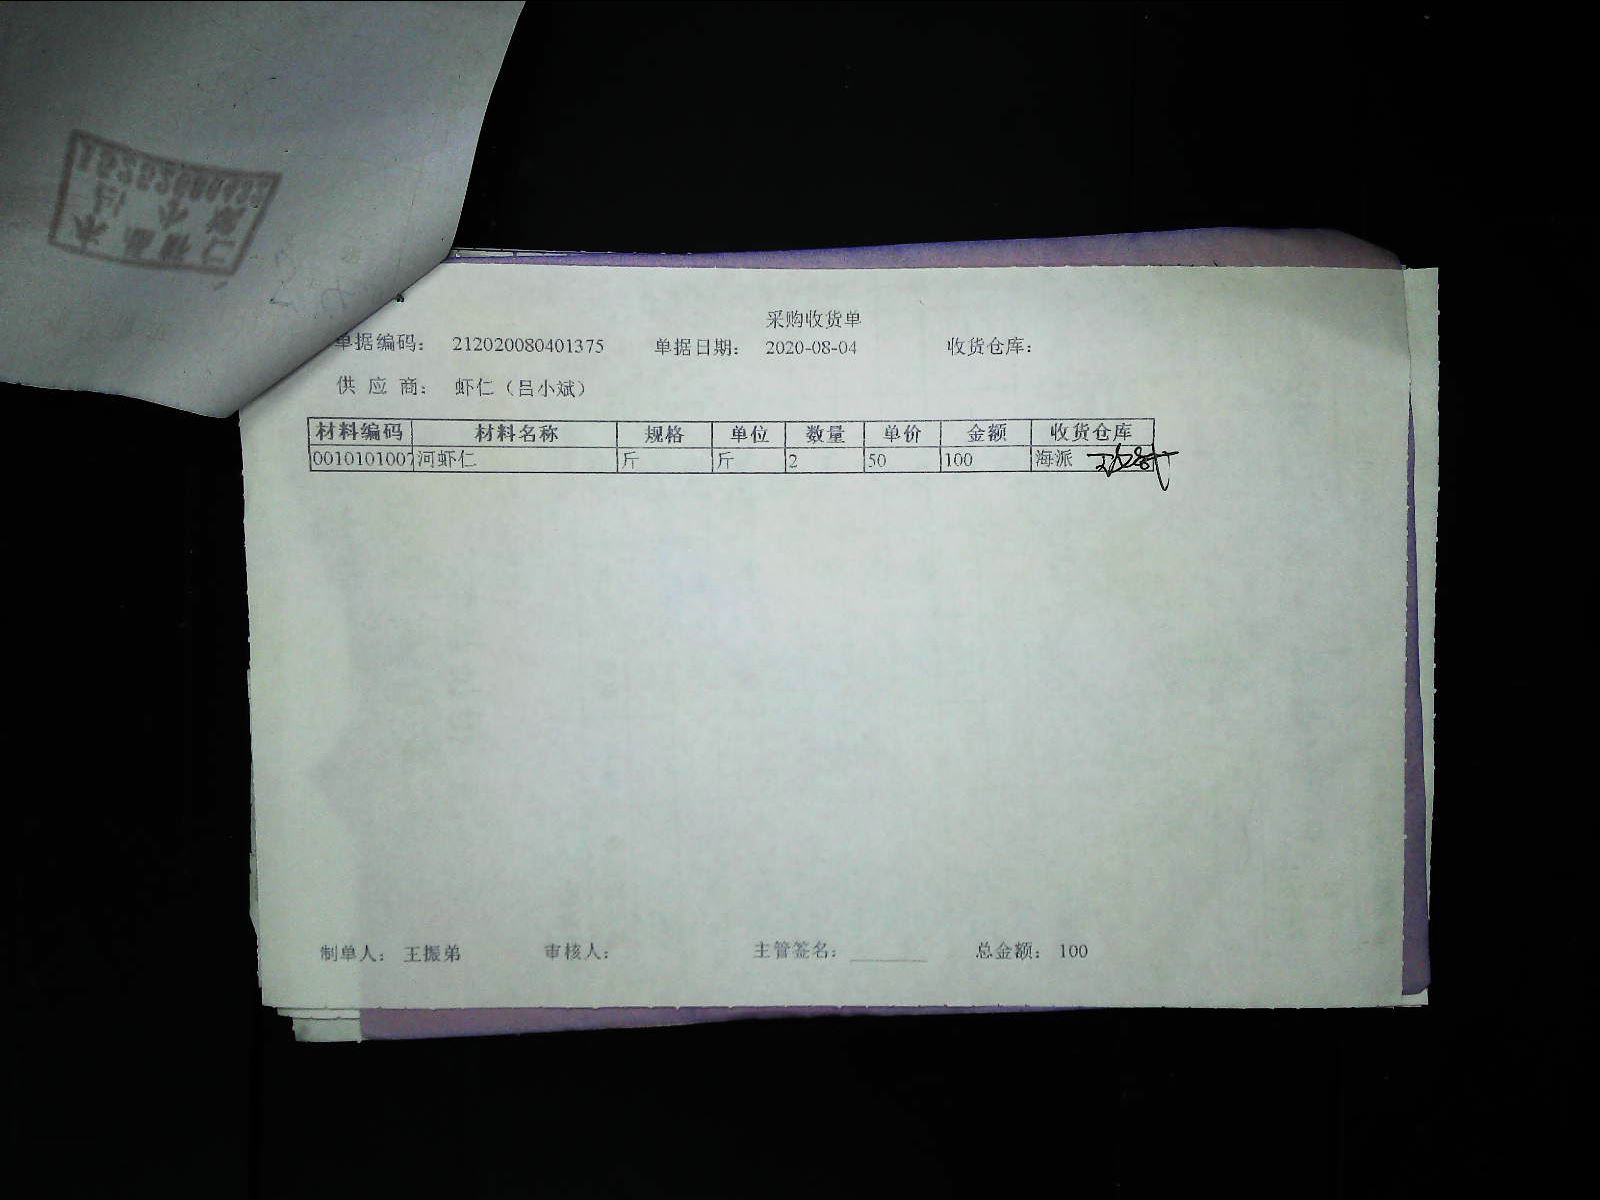 采购收货单
单据编码: 212020080401375 单据日期: 2020-08-04 收货仓库:
供 应 商: 虾仁（吕小斌）
材料编码 材料名称 规格 单位 数量 单价 金额 收货仓库
0010101007 河虾仁 斤 斤 2 50 100 海派
制单人: 王振弟 审核人: 主管签名: ________ 总金额: 100